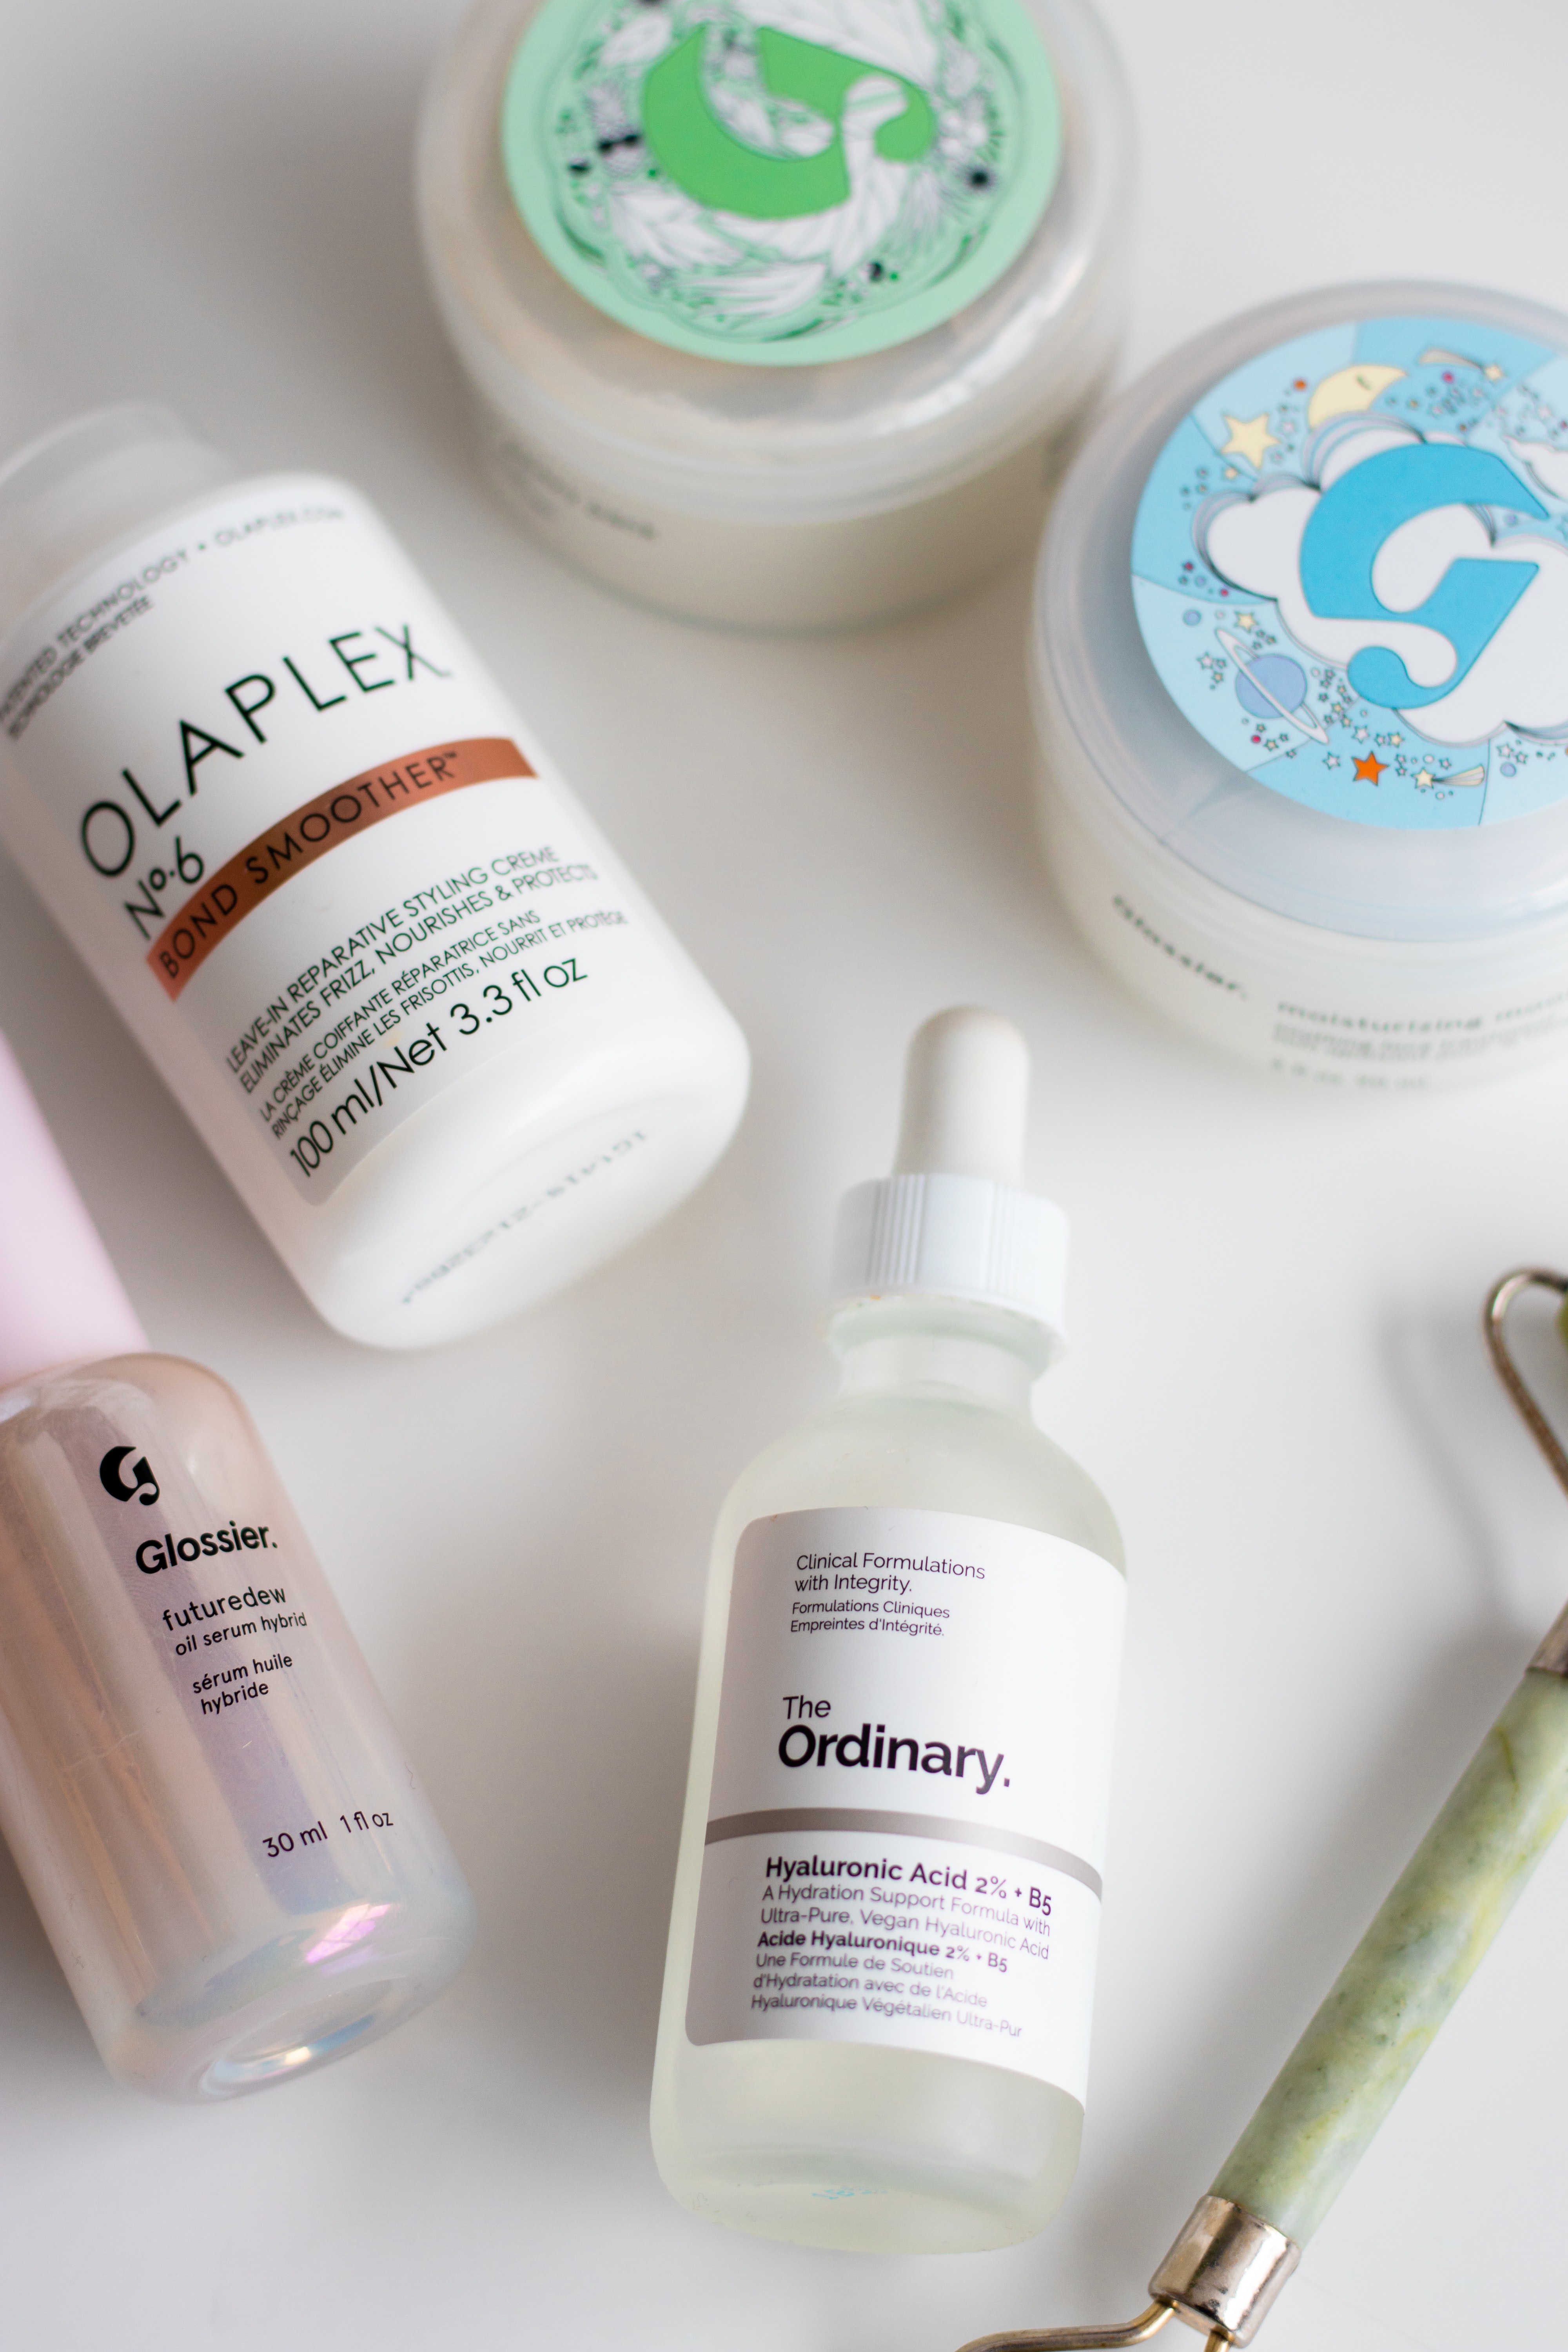 PATENTED TECHNOLOGY • OLAPLEX.COM
TECHNOLOGIE BREVETÉE
OLAPLEX
Nº.6
BOND SMOOTHER™
LEAVE-IN REPARATIVE STYLING CREME
ELIMINATES FRIZZ, NOURISHES & PROTECTS
LA CRÈME COIFFANTE RÉPARATRICE SANS
RINÇAGE ÉLIMINE LES FRISOTTIS, NOURRIT ET PROTÈGE
100 ml/Net 3.3 fl oz
G
G
Glossier.
moisturizing
G
Glossier.
futuredew
oil serum hybrid
sérum huile
hybride
30 ml 1 fl oz
Clinical Formulations
with Integrity.
Formulations Cliniques
Empreintes d'Intégrité.
The
Ordinary.
Hyaluronic Acid 2% + B5
A Hydration Support Formula with
Ultra-Pure, Vegan Hyaluronic Acid
Acide Hyaluronique 2% + B5
Une Formule de Soutien
d'Hydratation avec de l'Acide
Hyaluronique Végétalien Ultra-Pur